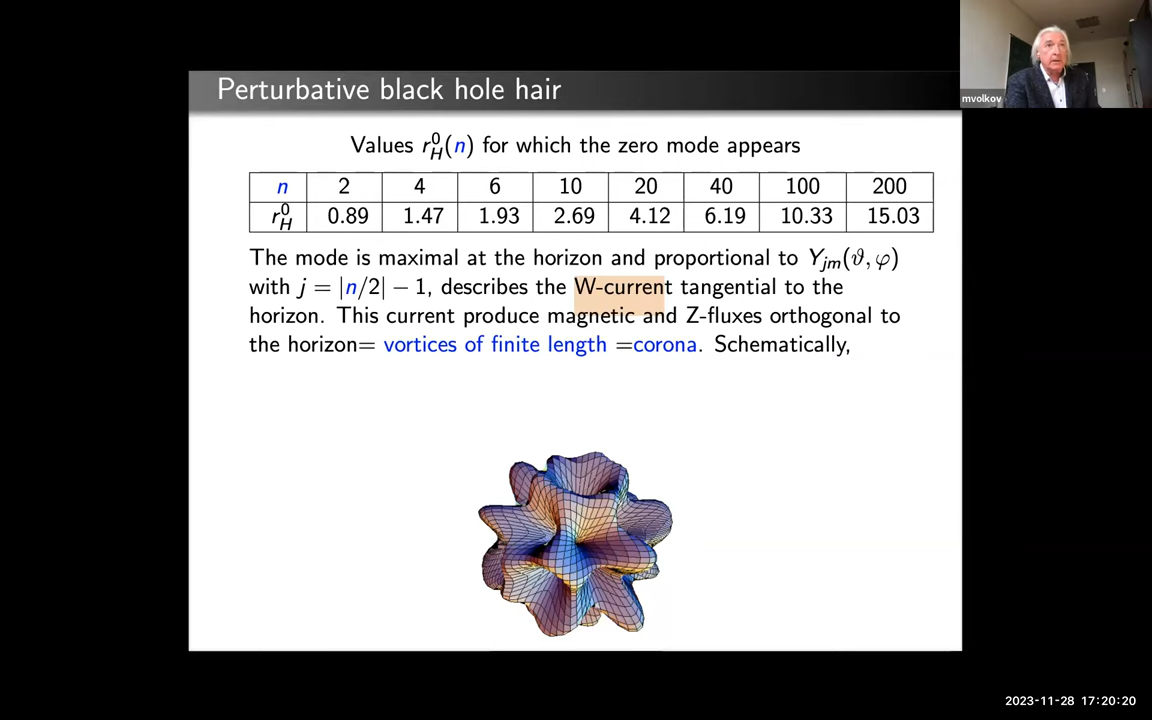 Perturbative black hole hair
mvolkov
Values r_H^0(n) for which the zero mode appears
n 2 4 6 10 20 40 100 200
r_H^0 0.89 1.47 1.93 2.69 4.12 6.19 10.33 15.03
The mode is maximal at the horizon and proportional to Y_{jm}(ϑ, φ)
with j = |n/2| − 1, describes the W-current tangential to the
horizon. This current produce magnetic and Z-fluxes orthogonal to
the horizon= vortices of finite length =corona. Schematically,
2023-11-28 17:20:20